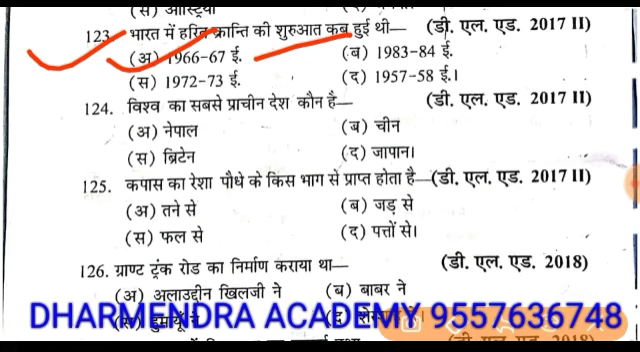 (स) ऑस्ट्रिया
123. भारत में हरित क्रान्ति की शुरुआत कब हुई थी— (डी. एल. एड. 2017 II)
(अ) 1966-67 ई. (ब) 1983-84 ई.
(स) 1972-73 ई. (द) 1957-58 ई.।
124. विश्व का सबसे प्राचीन देश कौन है— (डी. एल. एड. 2017 II)
(अ) नेपाल (ब) चीन
(स) ब्रिटेन (द) जापान।
125. कपास का रेशा पौधे के किस भाग से प्राप्त होता है—(डी. एल. एड. 2017 II)
(अ) तने से (ब) जड़ से
(स) फल से (द) पत्तों से।
126. ग्राण्ट ट्रंक रोड का निर्माण कराया था— (डी. एल. एड. 2018)
(अ) अलाउद्दीन खिलजी ने (ब) बाबर ने
DHARMENDRA ACADEMY 9557636748
(स) हुमायूँ ने